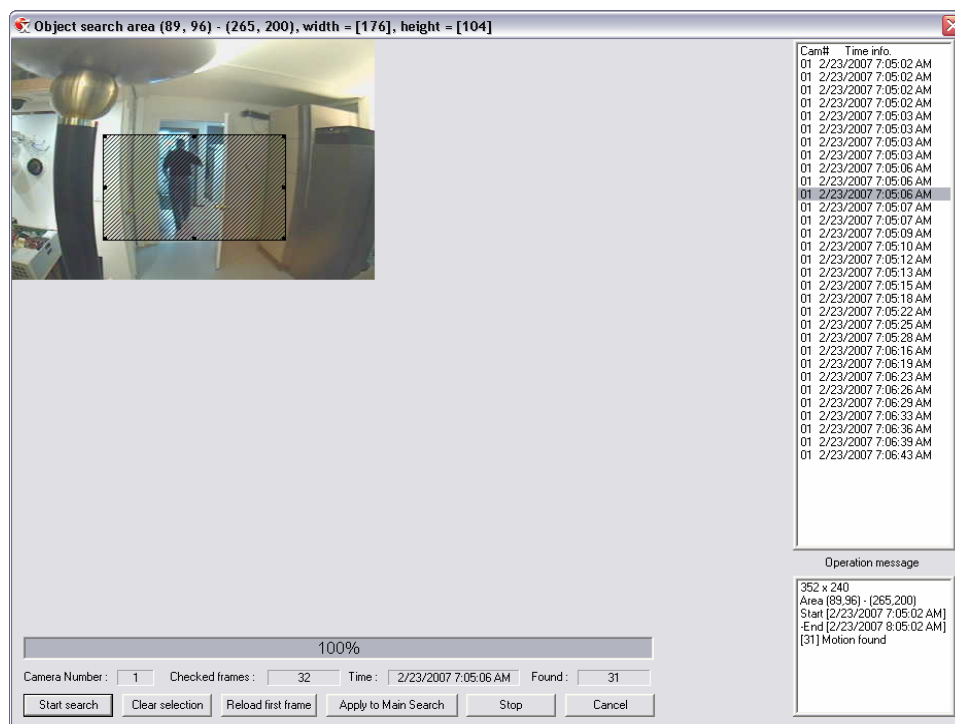 Object search area (89, 96) - (265, 200), width = [176], height = [104]
Cam# Time info.
01 2/23/2007 7:05:02 AM
01 2/23/2007 7:05:02 AM
01 2/23/2007 7:05:02 AM
01 2/23/2007 7:05:02 AM
01 2/23/2007 7:05:03 AM
01 2/23/2007 7:05:03 AM
01 2/23/2007 7:05:03 AM
01 2/23/2007 7:05:03 AM
01 2/23/2007 7:05:06 AM
01 2/23/2007 7:05:06 AM
01 2/23/2007 7:05:06 AM
01 2/23/2007 7:05:07 AM
01 2/23/2007 7:05:07 AM
01 2/23/2007 7:05:09 AM
01 2/23/2007 7:05:10 AM
01 2/23/2007 7:05:12 AM
01 2/23/2007 7:05:13 AM
01 2/23/2007 7:05:15 AM
01 2/23/2007 7:05:18 AM
01 2/23/2007 7:05:22 AM
01 2/23/2007 7:05:25 AM
01 2/23/2007 7:05:28 AM
01 2/23/2007 7:06:16 AM
01 2/23/2007 7:06:19 AM
01 2/23/2007 7:06:23 AM
01 2/23/2007 7:06:26 AM
01 2/23/2007 7:06:29 AM
01 2/23/2007 7:06:33 AM
01 2/23/2007 7:06:36 AM
01 2/23/2007 7:06:39 AM
01 2/23/2007 7:06:43 AM
Operation message
352 x 240
Area (89,96) - (265,200)
Start [2/23/2007 7:05:02 AM]
-End [2/23/2007 8:05:02 AM]
[31] Motion found
100%
Camera Number : 1 Checked frames : 32 Time : 2/23/2007 7:05:06 AM Found : 31
Start search Clear selection Reload first frame Apply to Main Search Stop Cancel